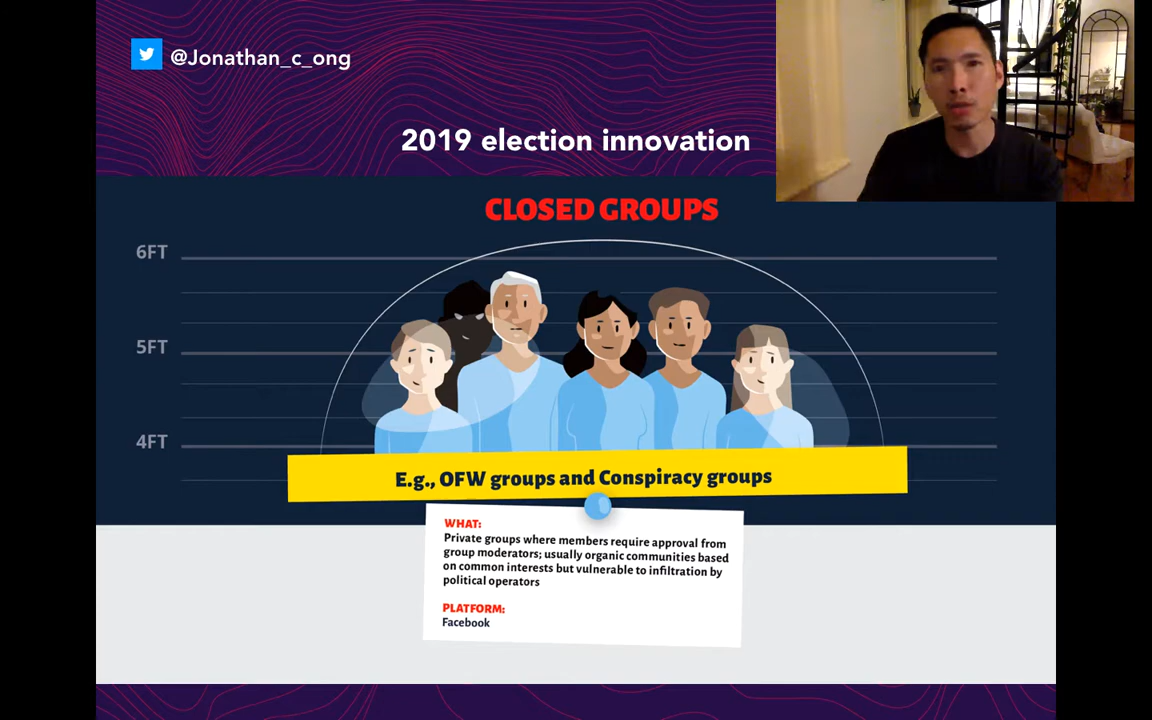 @Jonathan_c_ong
2019 election innovation
CLOSED GROUPS
6FT
5FT
4FT
E.g., OFW groups and Conspiracy groups
WHAT:
Private groups where members require approval from
group moderators; usually organic communities based
on common interests but vulnerable to infiltration by
political operators
PLATFORM:
Facebook